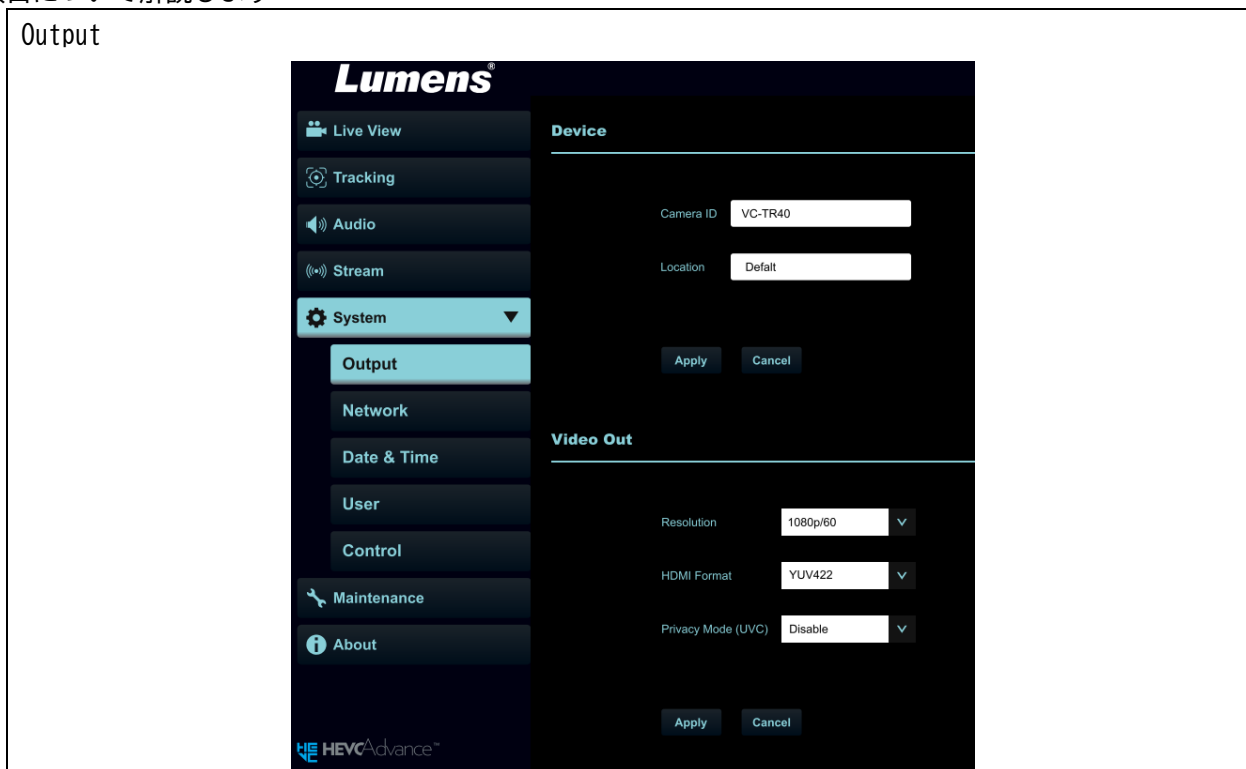 Output
Lumens®
Live View
Tracking
Audio
Stream
System
Output
Network
Date & Time
User
Control
Maintenance
About
HEVCAdvance™
Device
Camera ID VC-TR40
Location Defalt
Apply Cancel
Video Out
Resolution 1080p/60
HDMI Format YUV422
Privacy Mode (UVC) Disable
Apply Cancel